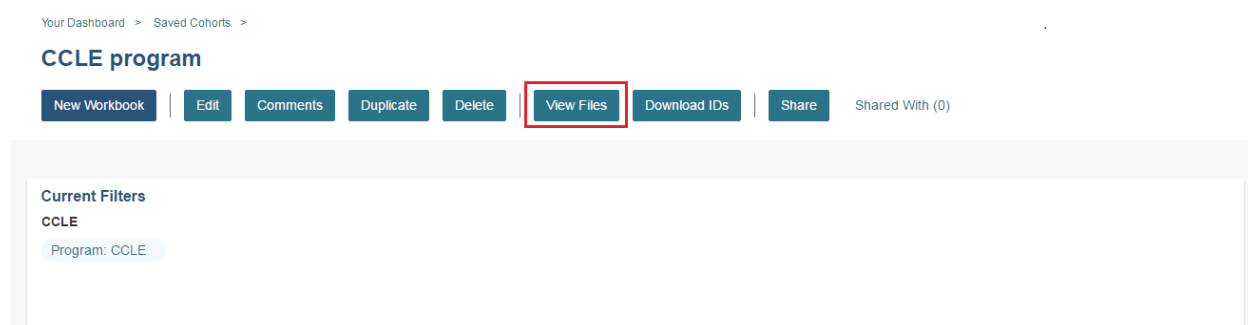 Your Dashboard > Saved Cohorts >
CCLE program
New Workbook | Edit Comments Duplicate Delete | View Files Download IDs | Share Shared With (0)
Current Filters
CCLE
Program: CCLE